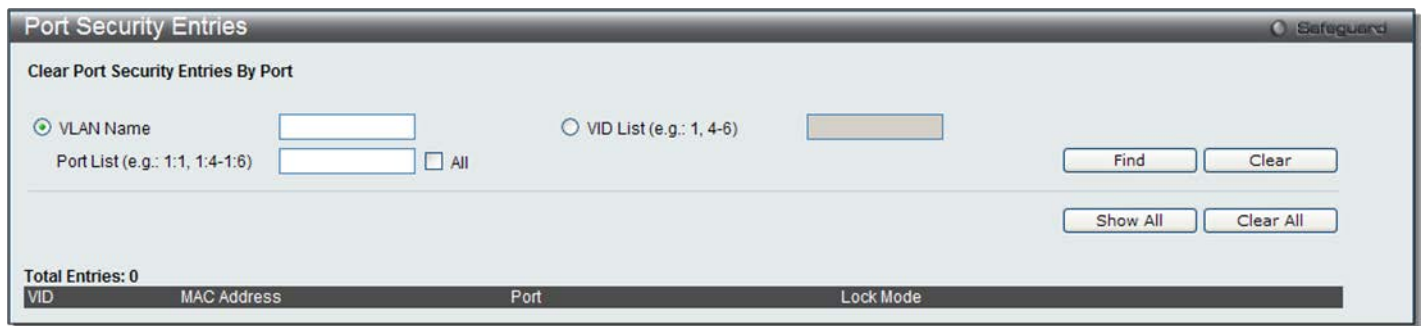 Port Security Entries
Safeguard
Clear Port Security Entries By Port
VLAN Name
VID List (e.g.: 1, 4-6)
Port List (e.g.: 1:1, 1:4-1:6)
All
Find
Clear
Show All
Clear All
Total Entries: 0
VID MAC Address Port Lock Mode